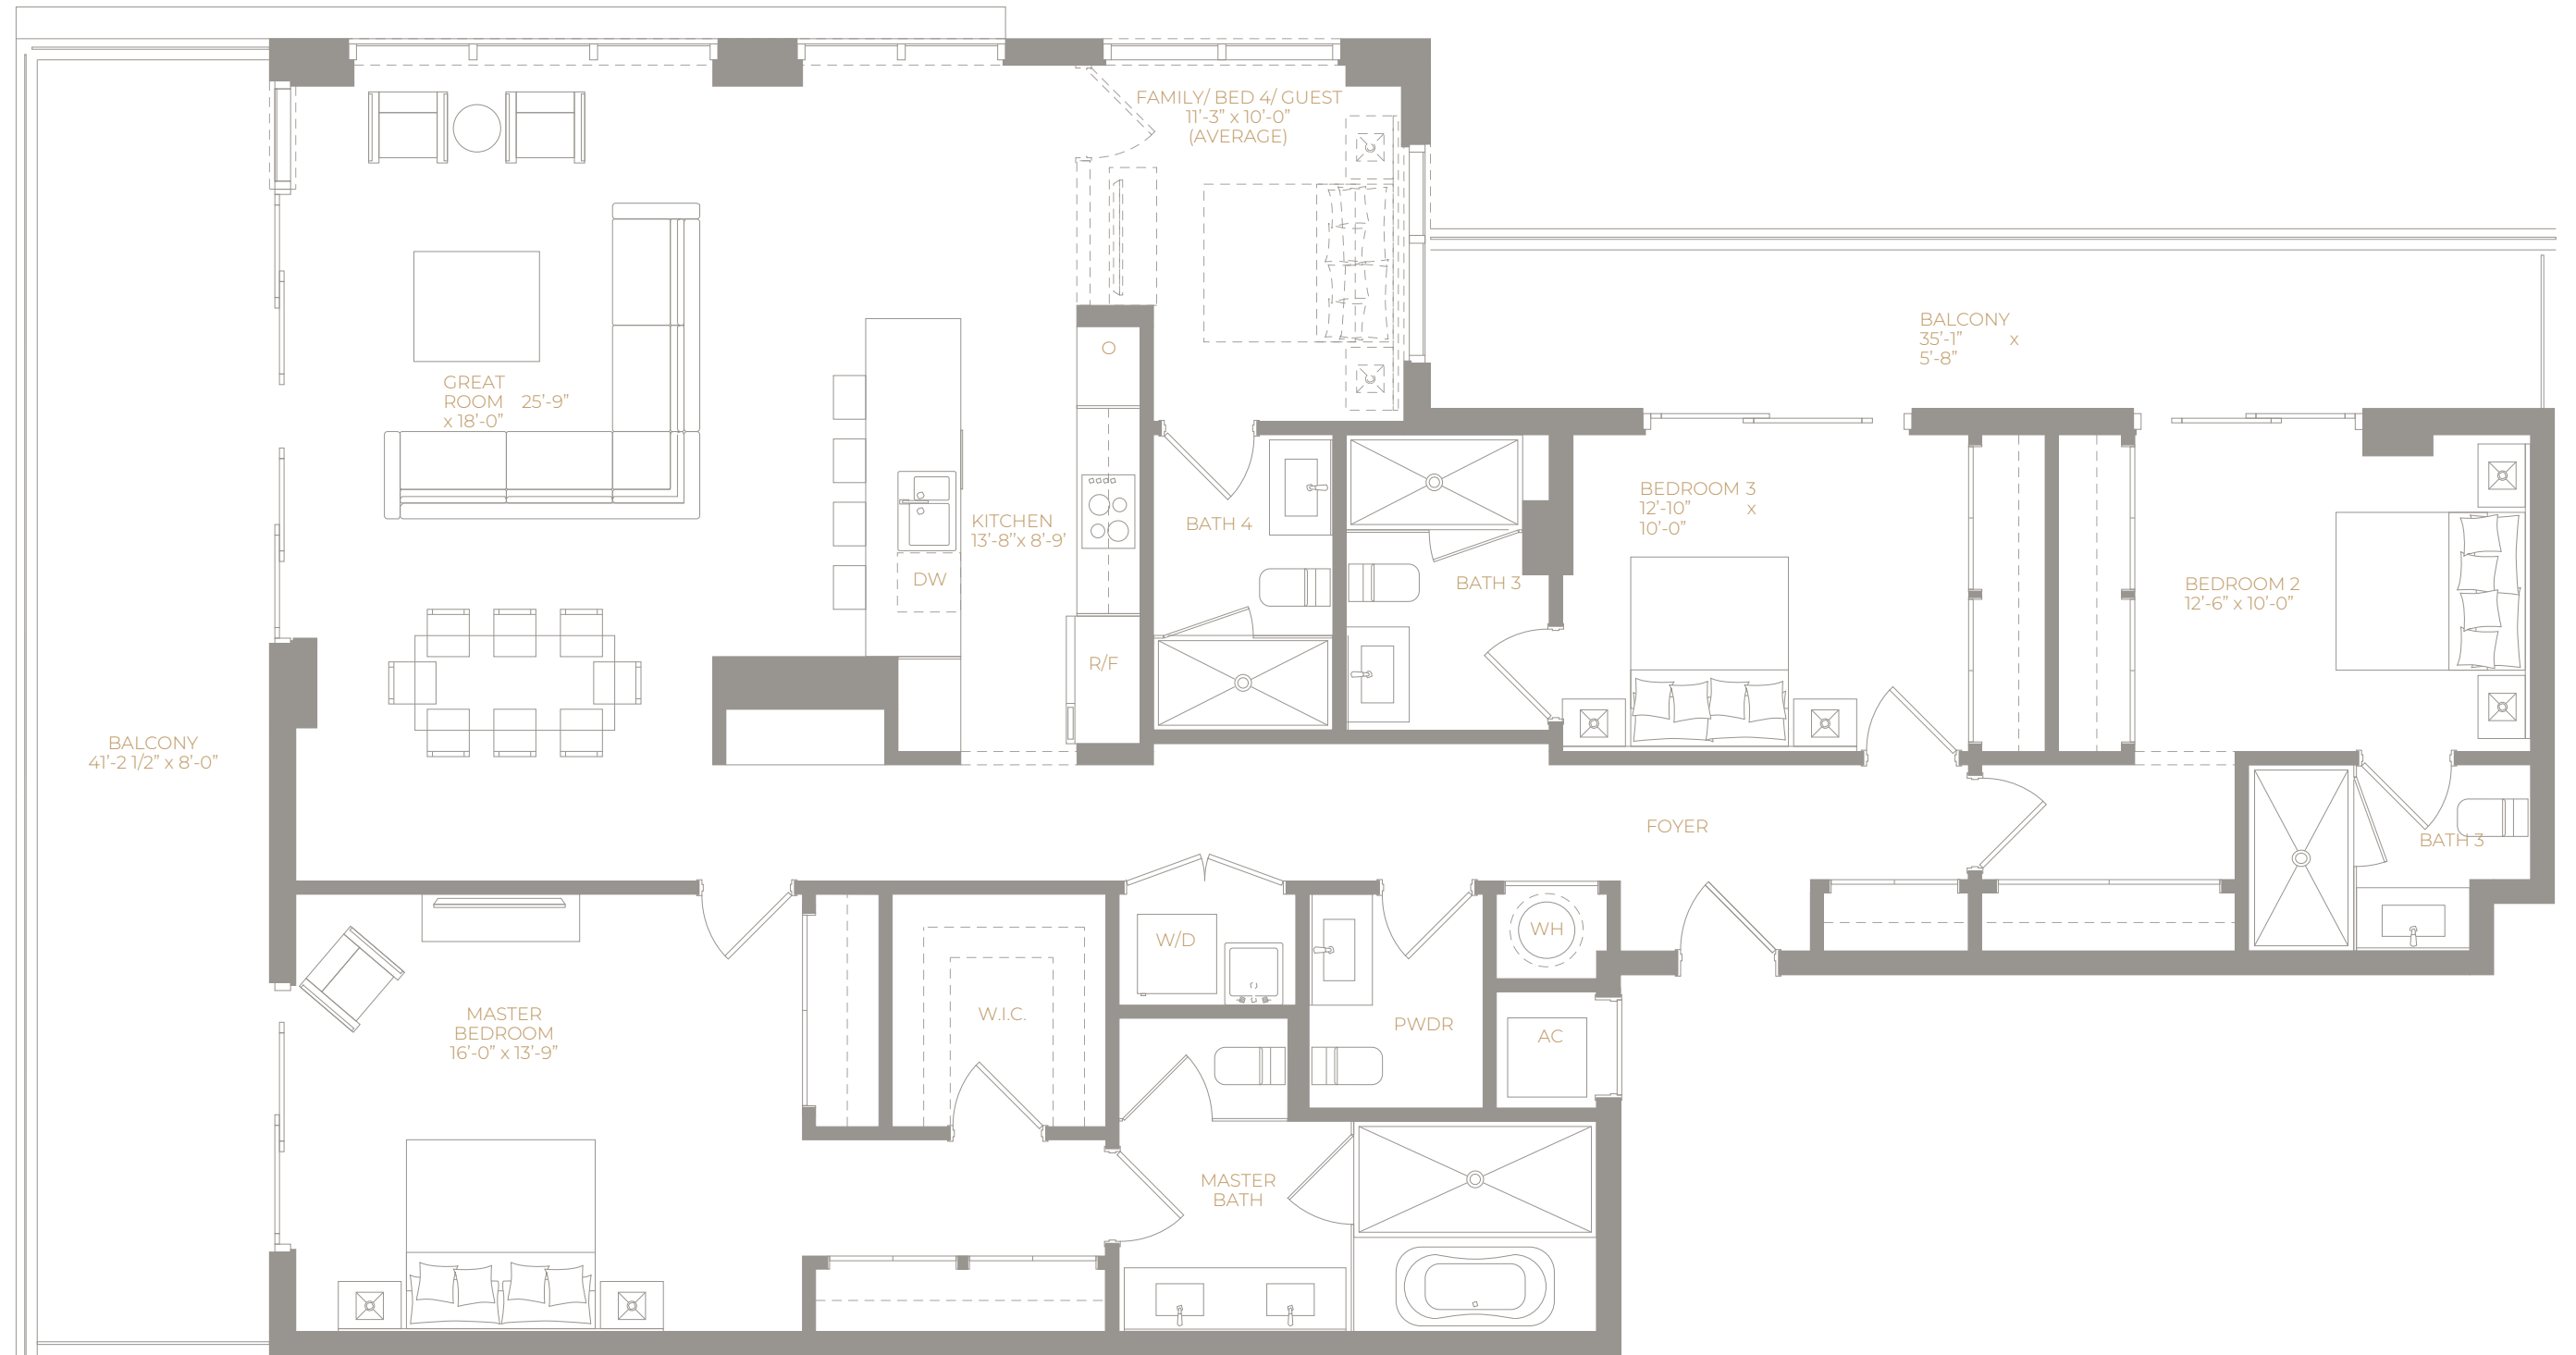 FAMILY/ BED 4/ GUEST
11'-3" x 10'-0"
(AVERAGE)
BALCONY
35'-1" x
5'-8"
O
GREAT
ROOM 25'-9"
x 18'-0"
KITCHEN
13'-8"x 8'-9'
DW
R/F
BATH 4
BATH 3
BEDROOM 3
12'-10" x
10'-0"
BEDROOM 2
12'-6" x 10'-0"
BALCONY
41'-2 1/2" x 8'-0"
FOYER
BATH 3
W/D
WH
W.I.C.
PWDR
AC
MASTER
BEDROOM
16'-0" x 13'-9"
MASTER
BATH